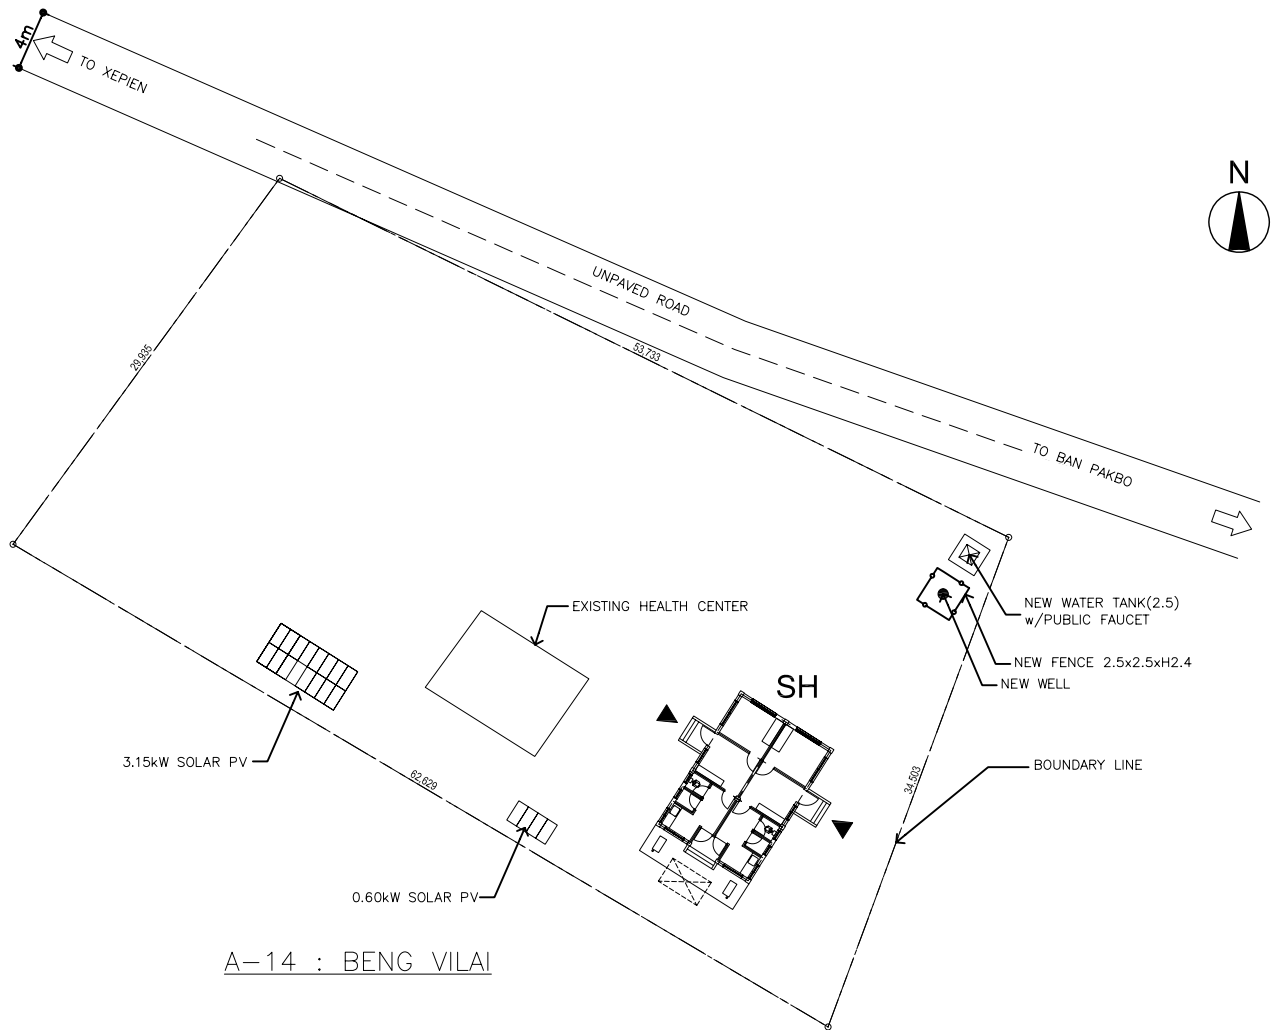 4m
TO XEPIEN
N
UNPAVED ROAD
29,935
53,733
TO BAN PAKBO
EXISTING HEALTH CENTER
NEW WATER TANK(2.5)
w/PUBLIC FAUCET
NEW FENCE 2.5x2.5xH2.4
NEW WELL
SH
3.15kW SOLAR PV
62,629
34,503
BOUNDARY LINE
0.60kW SOLAR PV
A-14 : BENG VILAI